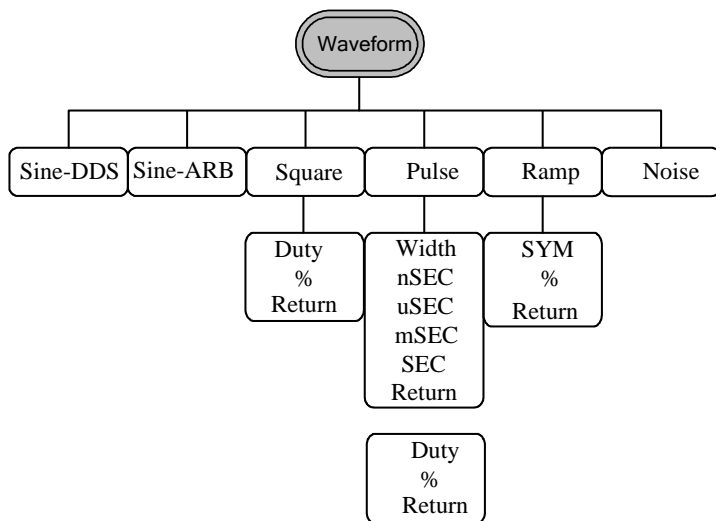 Waveform
Sine-DDS
Sine-ARB
Square
Pulse
Ramp
Noise
Duty
%
Return
Width
nSEC
uSEC
mSEC
SEC
Return
SYM
%
Return
Duty
%
Return